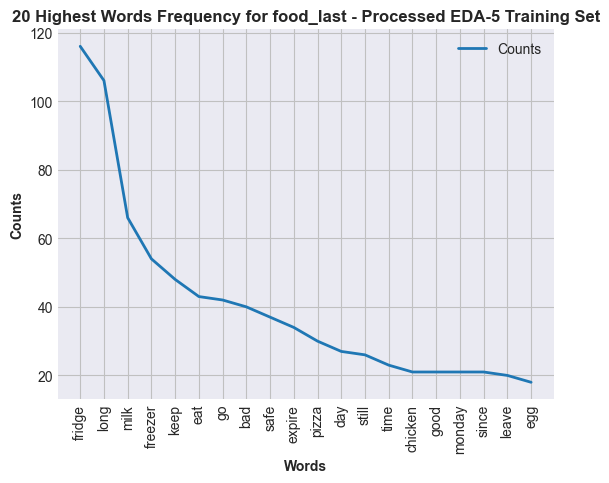 20 Highest Words Frequency for food_last - Processed EDA-5 Training Set
Counts
120
100
80
60
40
20
Counts
fridge
long
milk
freezer
keep
eat
go
bad
safe
expire
pizza
day
still
time
chicken
good
monday
since
leave
egg
Words